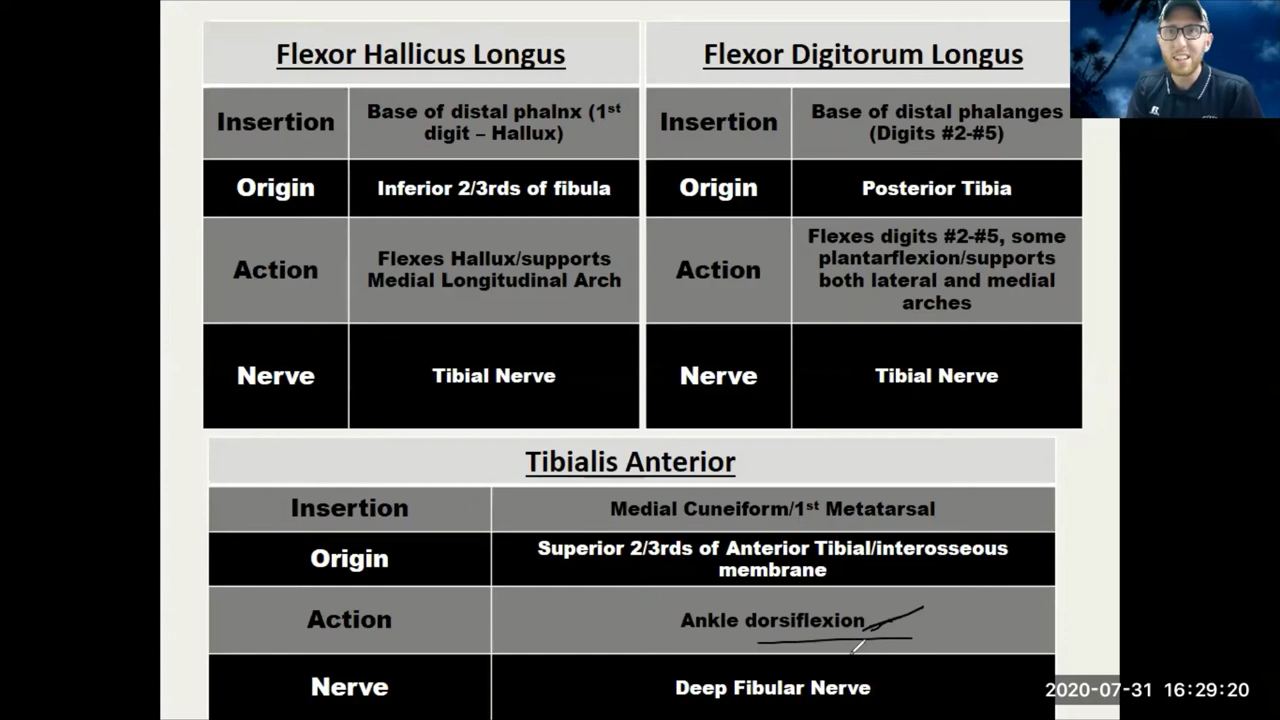 Flexor Hallicus Longus
Insertion
Base of distal phalnx (1st
digit – Hallux)
Origin
Inferior 2/3rds of fibula
Action
Flexes Hallux/supports
Medial Longitudinal Arch
Nerve
Tibial Nerve
Flexor Digitorum Longus
Insertion
Base of distal phalanges
(Digits #2-#5)
Origin
Posterior Tibia
Action
Flexes digits #2-#5, some
plantarflexion/supports
both lateral and medial
arches
Nerve
Tibial Nerve
Tibialis Anterior
Insertion
Medial Cuneiform/1st Metatarsal
Origin
Superior 2/3rds of Anterior Tibial/interosseous
membrane
Action
Ankle dorsiflexion
Nerve
Deep Fibular Nerve
2020-07-31 16:29:20